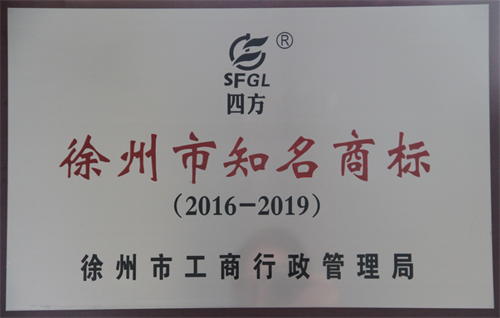 ®
SFGL
四方
徐州市知名商标
(2016-2019)
徐州市工商行政管理局